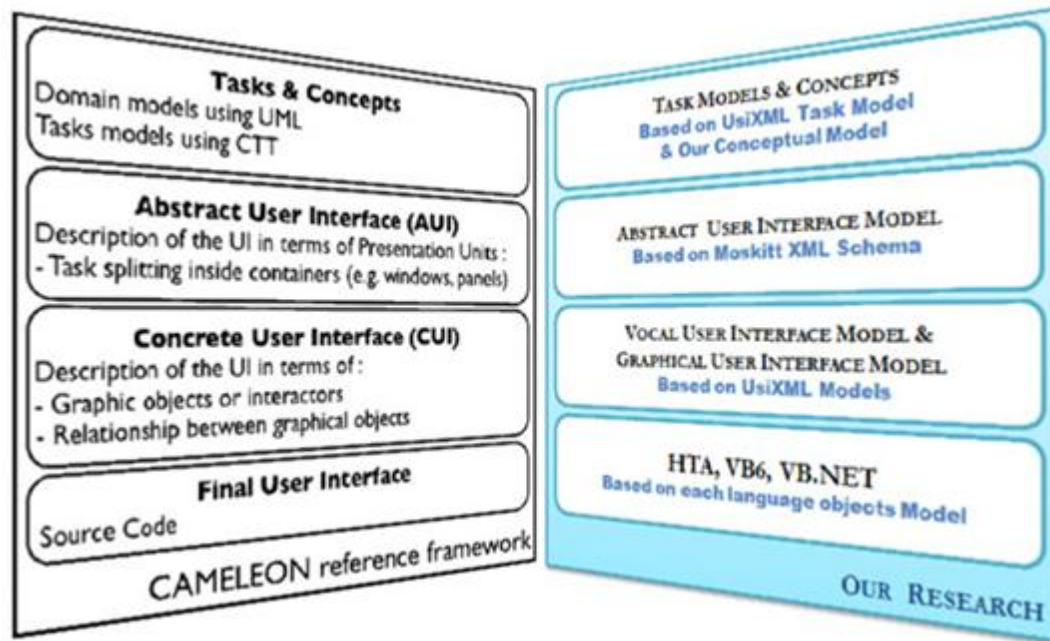 Tasks & Concepts
Domain models using UML
Tasks models using CTT
Abstract User Interface (AUI)
Description of the UI in terms of Presentation Units :
- Task splitting inside containers (e.g. windows, panels)
Concrete User Interface (CUI)
Description of the UI in terms of :
- Graphic objects or interactors
- Relationship between graphical objects
Final User Interface
Source Code
CAMELEON reference framework
TASK MODELS & CONCEPTS
Based on UsiXML Task Model
& Our Conceptual Model
ABSTRACT USER INTERFACE MODEL
Based on Moskitt XML Schema
VOCAL USER INTERFACE MODEL &
GRAPHICAL USER INTERFACE MODEL
Based on UsiXML Models
HTA, VB6, VB.NET
Based on each language objects Model
OUR RESEARCH